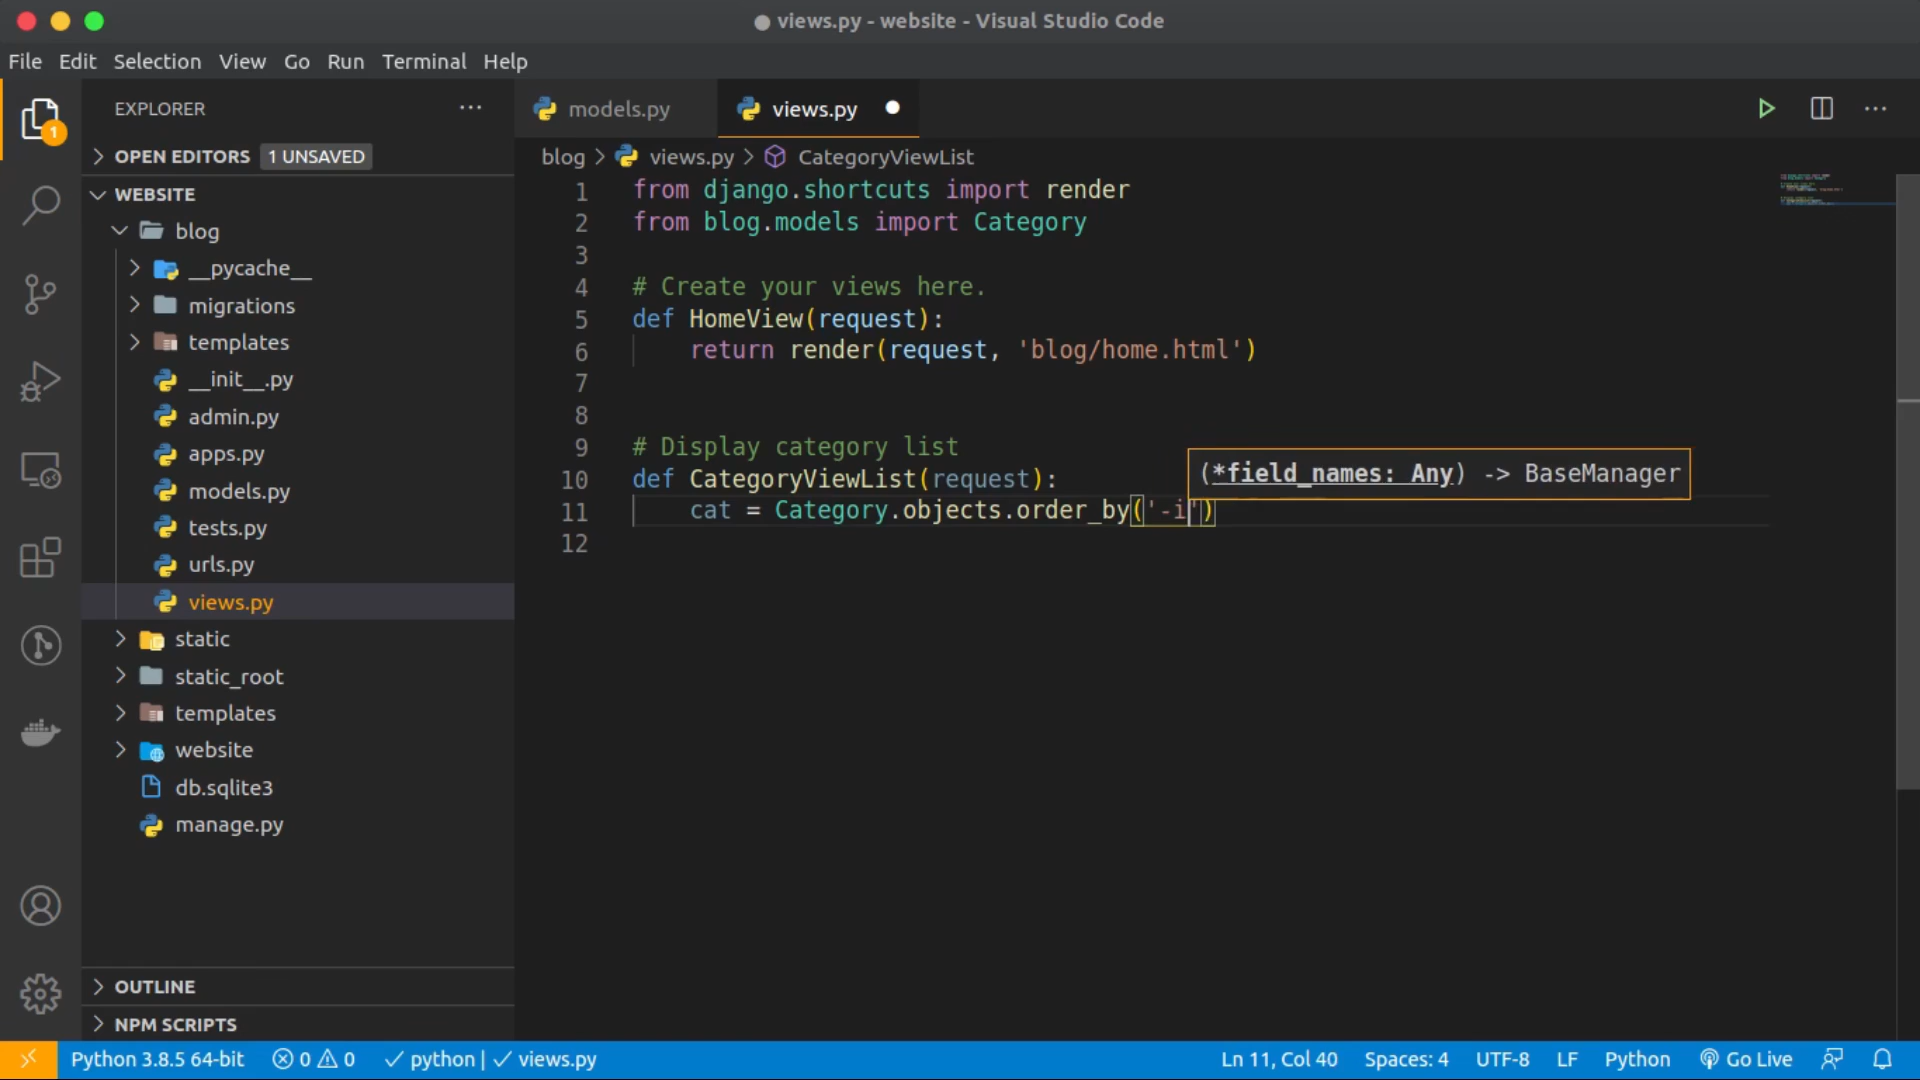 ● views.py - website - Visual Studio Code
File Edit Selection View Go Run Terminal Help
EXPLORER ···
OPEN EDITORS 1 UNSAVED
WEBSITE
blog
__pycache__
migrations
templates
__init__.py
admin.py
apps.py
models.py
tests.py
urls.py
views.py
static
static_root
templates
website
db.sqlite3
manage.py
OUTLINE
NPM SCRIPTS
1
models.py views.py ●
blog > views.py > CategoryViewList
1 from django.shortcuts import render
2 from blog.models import Category
3
4 # Create your views here.
5 def HomeView(request):
6 return render(request, 'blog/home.html')
7
8
9 # Display category list
10 def CategoryViewList(request):
(*field_names: Any) -> BaseManager
11 cat = Category.objects.order_by('-i')
12
Python 3.8.5 64-bit 0 0 ✓ python | ✓ views.py Ln 11, Col 40 Spaces: 4 UTF-8 LF Python Go Live